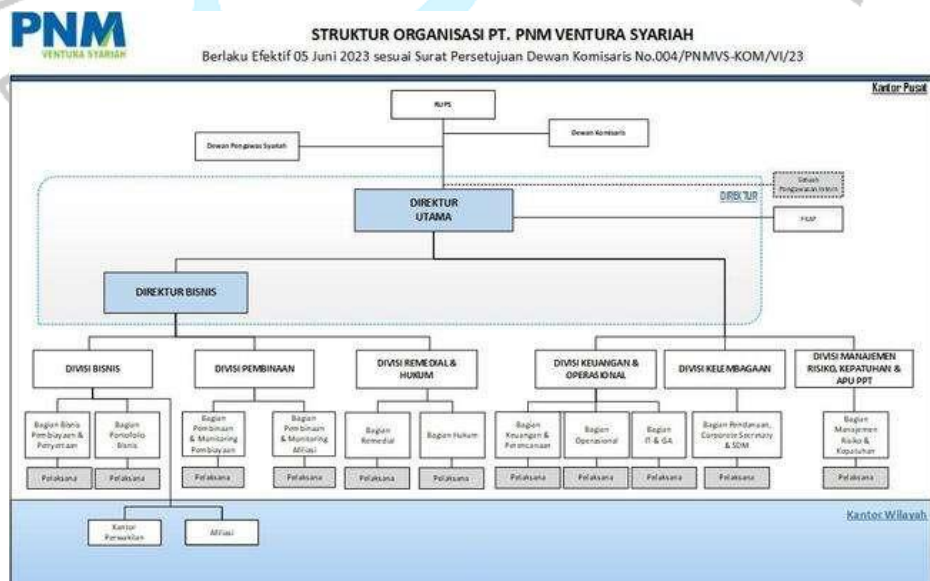 PNM
VENTURA SYARIAH
STRUKTUR ORGANISASI PT. PNM VENTURA SYARIAH
Berlaku Efektif 05 Juni 2023 sesuai Surat Persetujuan Dewan Komisaris No.004/PNMVS-KOM/VI/23
Kantor Pusat
RUPS
Dewan Komisaris
Dewan Pengawas Syariah
Satuan
Pengawasan Intern
DIREKTUR
DIREKTUR
UTAMA
DIREKTUR BISNIS
DIVISI BISNIS
DIVISI PEMBINAAN
DIVISI REMEDIAL &
HUKUM
DIVISI KEUANGAN &
OPERASIONAL
DIVISI KELEMBAGAAN
DIVISI MANAJEMEN
RISIKO, KEPATUHAN &
APU PPT
Bagian Bisnis
Pembiayaan &
Penyertaan
Bagian
Portofolio
Bisnis
Bagian
Pembinaan
& Monitoring
Pembiayaan
Bagian
Pembinaan
& Monitoring
Afiliasi
Bagian
Remedial
Bagian Hukum
Bagian
Keuangan &
Perencanaan
Bagian
Operasional
Bagian
IT & GA
Bagian Pendanaan,
Corporate Secretary
& SDM
Bagian
Manajemen
Risiko &
Kepatuhan
Pelaksana
Pelaksana
Pelaksana
Pelaksana
Pelaksana
Pelaksana
Pelaksana
Pelaksana
Pelaksana
Pelaksana
Pelaksana
Kantor Wilayah
Kantor
Perwakilan
Afiliasi